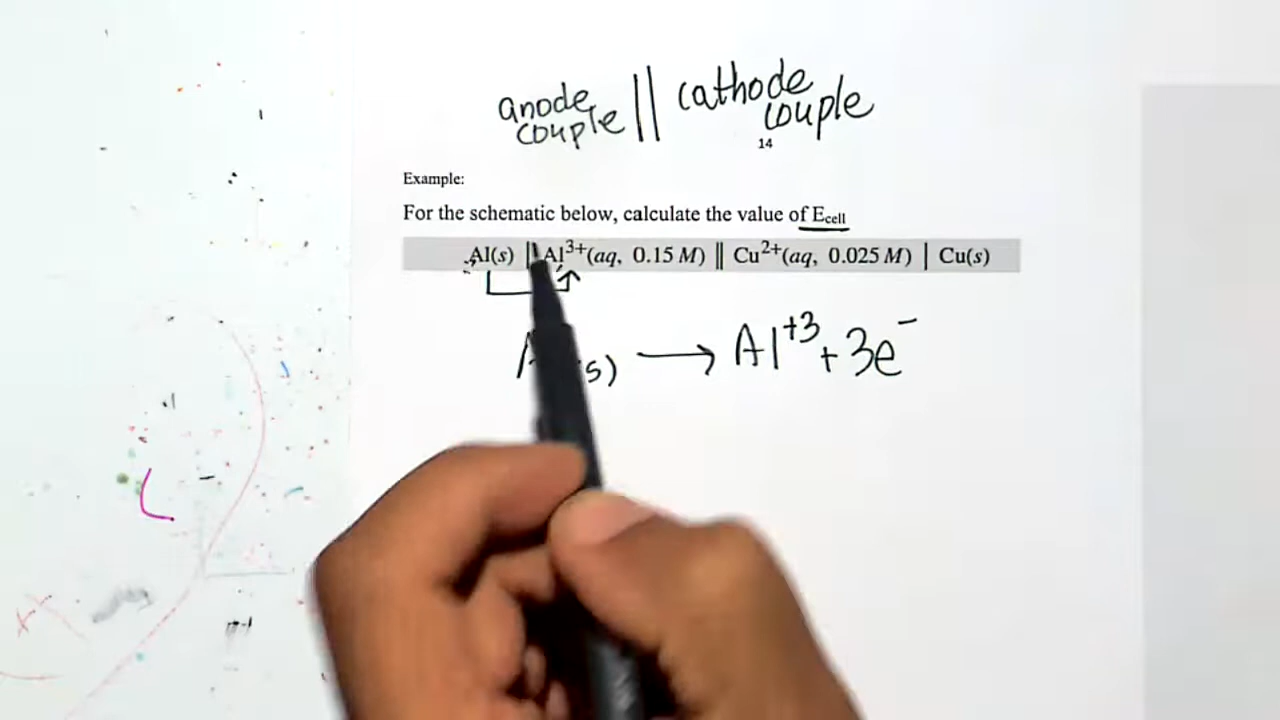 anode || cathode
couple couple
14
Example:
For the schematic below, calculate the value of E_cell
Al(s) | Al³⁺(aq, 0.15 M) || Cu²⁺(aq, 0.025 M) | Cu(s)
(s) → Al⁺³ + 3e⁻